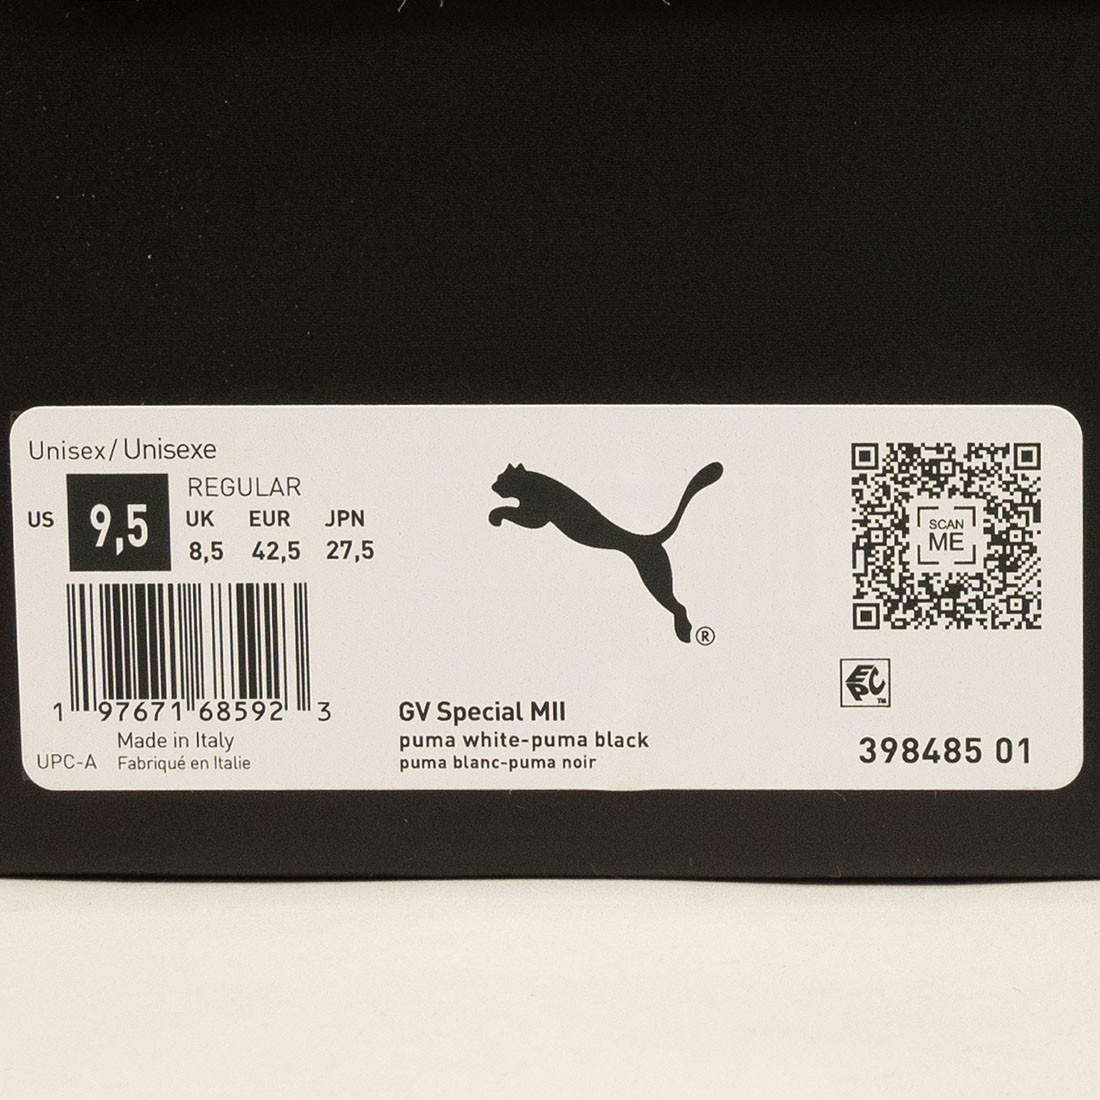 Unisex/Unisexe
REGULAR
US 9,5
UK EUR JPN
8,5 42,5 27,5
1 97671 68592 3
UPC-A
Made in Italy
Fabriqué en Italie
®
GV Special MII
puma white-puma black
puma blanc-puma noir
SCAN
ME
EPC™
398485 01